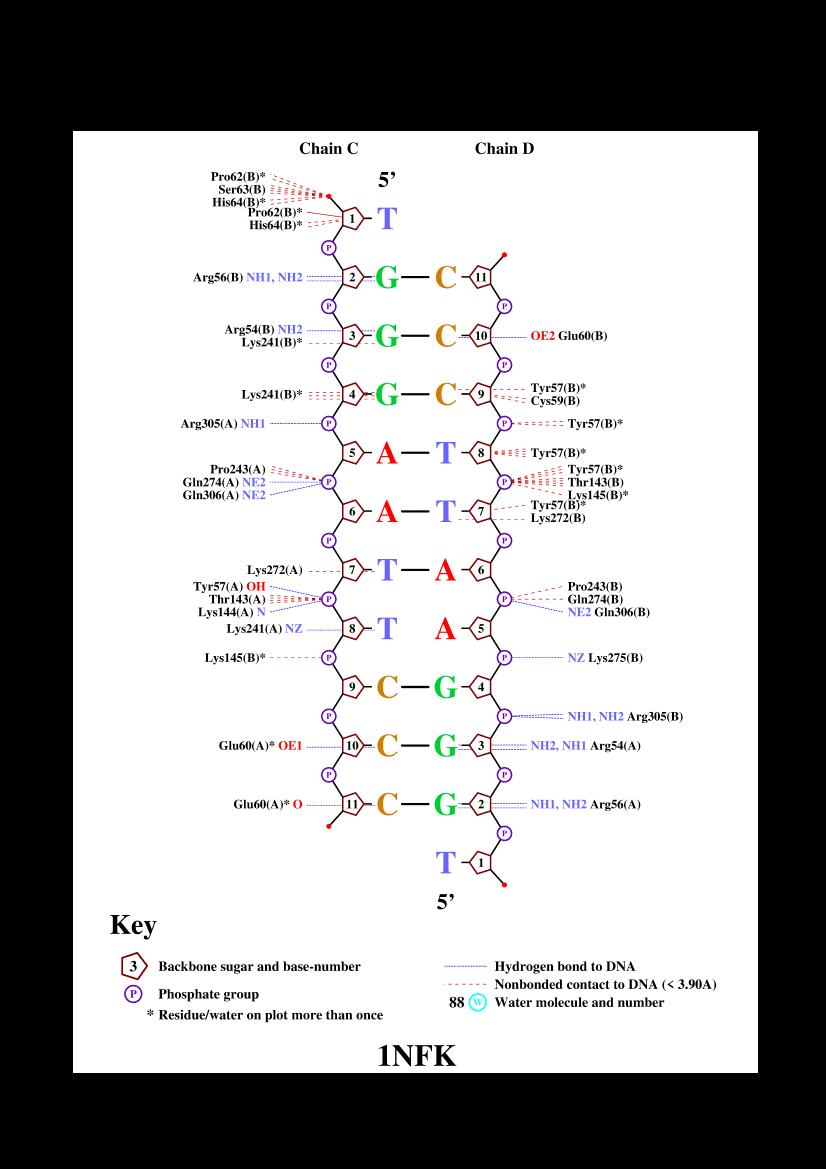 Chain C Chain D
Pro62(B)* 5’
Ser63(B)
His64(B)*
Pro62(B)*
1 T
His64(B)*
P
Arg56(B) NH1, NH2 2 G C 11
P P
Arg54(B) NH2
3 G C 10 OE2 Glu60(B)
Lys241(B)*
P P
Lys241(B)* 4 G C 9 Tyr57(B)*
Cys59(B)
Arg305(A) NH1 P P Tyr57(B)*
5 A T 8 Tyr57(B)*
Pro243(A) Tyr57(B)*
Gln274(A) NE2 P P Thr143(B)
Gln306(A) NE2 Lys145(B)*
Tyr57(B)*
6 A T 7
Lys272(B)
P P
Lys272(A) 7 T A 6
Tyr57(A) OH Pro243(B)
Thr143(A) P P Gln274(B)
Lys144(A) N NE2 Gln306(B)
Lys241(A) NZ 8 T A 5
Lys145(B)* P P NZ Lys275(B)
9 C G 4
P P NH1, NH2 Arg305(B)
Glu60(A)* OE1 10 C G 3 NH2, NH1 Arg54(A)
P P
Glu60(A)* O 11 C G 2 NH1, NH2 Arg56(A)
P
T 1
5’
Key
3 Backbone sugar and base-number
P Phosphate group
* Residue/water on plot more than once
Hydrogen bond to DNA
Nonbonded contact to DNA (< 3.90A)
88 W Water molecule and number
1NFK